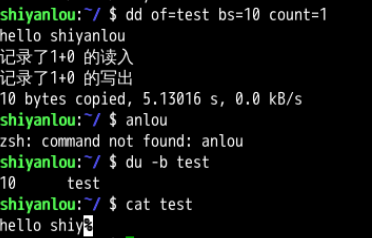 shiyanlou:~/ $ dd of=test bs=10 count=1
hello shiyanlou
记录了1+0 的读入
记录了1+0 的写出
10 bytes copied, 5.13016 s, 0.0 kB/s
shiyanlou:~/ $ anlou
zsh: command not found: anlou
shiyanlou:~/ $ du -b test
10      test
shiyanlou:~/ $ cat test
hello shiy%